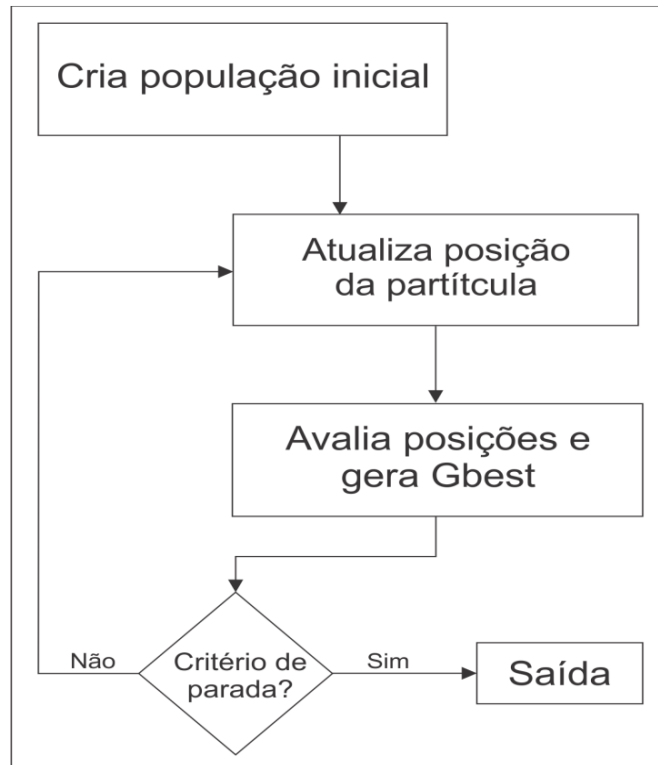 Cria população inicial
Atualiza posição
da partítcula
Avalia posições e
gera Gbest
Não
Critério de
parada?
Sim
Saída